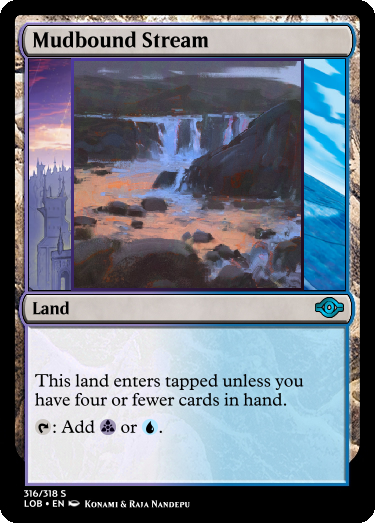 Mudbound Stream
Land
This land enters tapped unless you
have four or fewer cards in hand.
: Add or .
316/318 S
LOB • EN Konami & Raja Nandepu